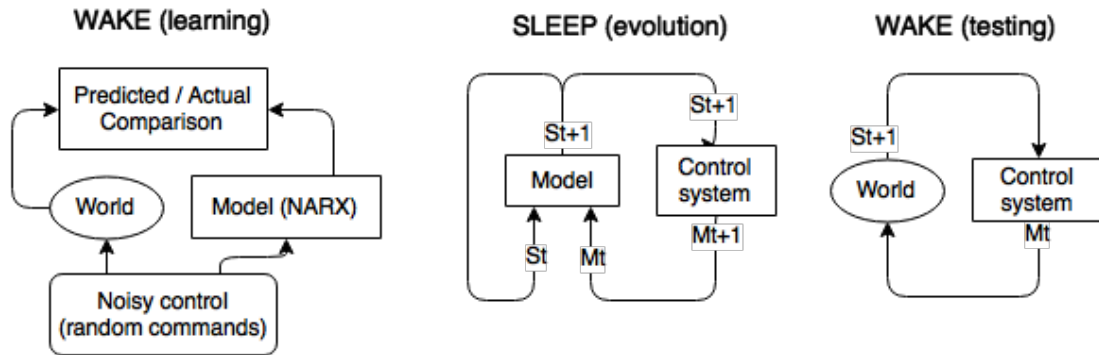 WAKE (learning)
Predicted / Actual
Comparison
World
Model (NARX)
Noisy control
(random commands)
SLEEP (evolution)
St+1
St+1
Model
Control
system
Mt+1
St
Mt
WAKE (testing)
St+1
World
Control
system
Mt